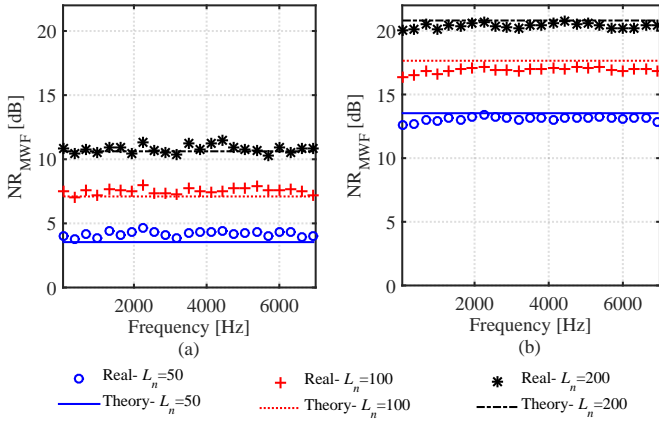 20
15
10
5
0
NR_MWF [dB]
2000 4000 6000
Frequency [Hz]
(a)
20
15
10
5
0
NR_MWF [dB]
2000 4000 6000
Frequency [Hz]
(b)
Real- L_n=50 Real- L_n=100 Real- L_n=200
Theory- L_n=50 Theory- L_n=100 Theory- L_n=200